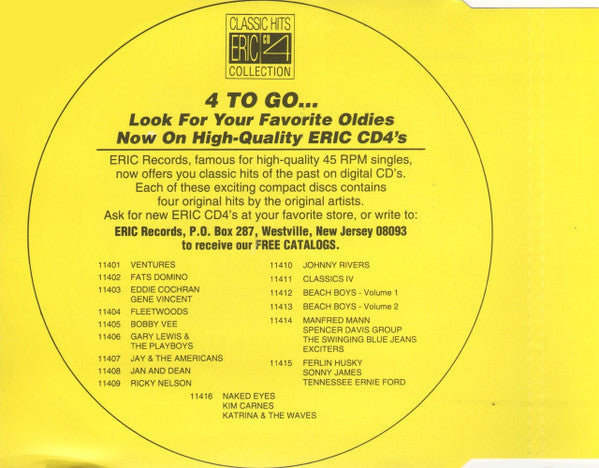 CLASSIC HITS
ERIC CD 4
COLLECTION
4 TO GO...
Look For Your Favorite Oldies
Now On High-Quality ERIC CD4's
ERIC Records, famous for high-quality 45 RPM singles,
now offers you classic hits of the past on digital CD's.
Each of these exciting compact discs contains
four original hits by the original artists.
Ask for new ERIC CD4's at your favorite store, or write to:
ERIC Records, P.O. Box 287, Westville, New Jersey 08093
to receive our FREE CATALOGS.
11401 VENTURES
11402 FATS DOMINO
11403 EDDIE COCHRAN
GENE VINCENT
11404 FLEETWOODS
11405 BOBBY VEE
11406 GARY LEWIS &
THE PLAYBOYS
11407 JAY & THE AMERICANS
11408 JAN AND DEAN
11409 RICKY NELSON
11410 JOHNNY RIVERS
11411 CLASSICS IV
11412 BEACH BOYS - Volume 1
11413 BEACH BOYS - Volume 2
11414 MANFRED MANN
SPENCER DAVIS GROUP
THE SWINGING BLUE JEANS
EXCITERS
11415 FERLIN HUSKY
SONNY JAMES
TENNESSEE ERNIE FORD
11416 NAKED EYES
KIM CARNES
KATRINA & THE WAVES